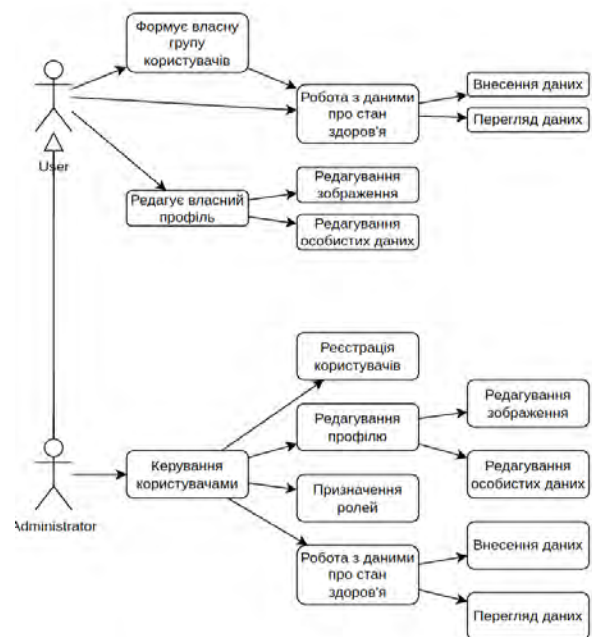 Формує власну
групу
користувачів
Робота з даними
про стан
здоров'я
Внесення даних
Перегляд даних
User
Редагує власний
профіль
Редагування
зображення
Редагування
особистих даних
Реєстрація
користувачів
Редагування
профілю
Редагування
зображення
Керування
користувачами
Призначення
ролей
Редагування
особистих даних
Administrator
Робота з даними
про стан
здоров'я
Внесення даних
Перегляд даних